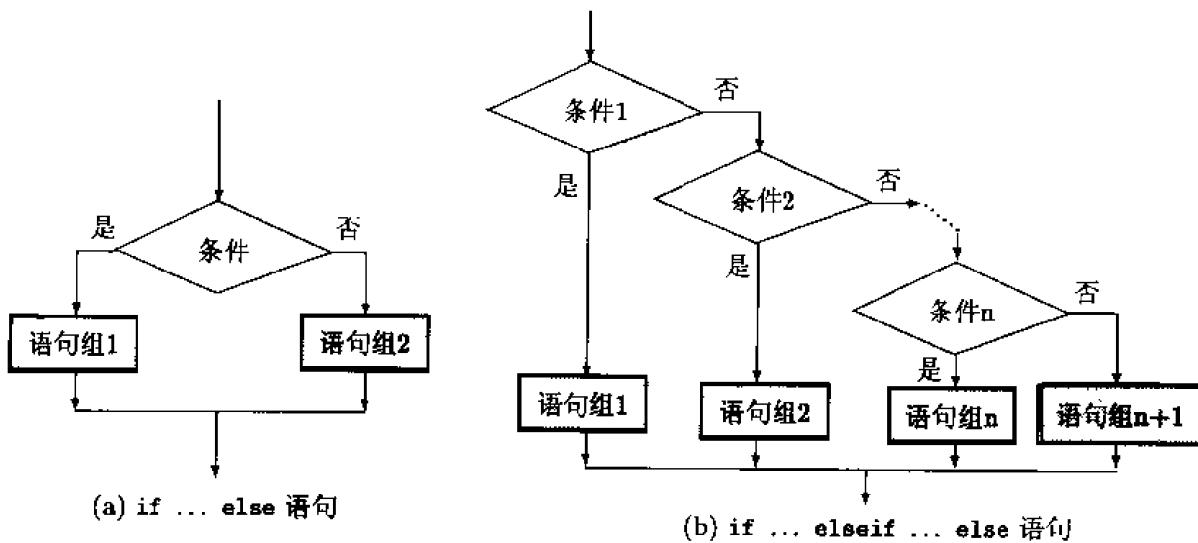 条件
是
否
语句组1
语句组2
(a) if ... else 语句
条件1
否
是
条件2
否
是
条件n
否
是
语句组1
语句组2
语句组n
语句组n+1
(b) if ... elseif ... else 语句